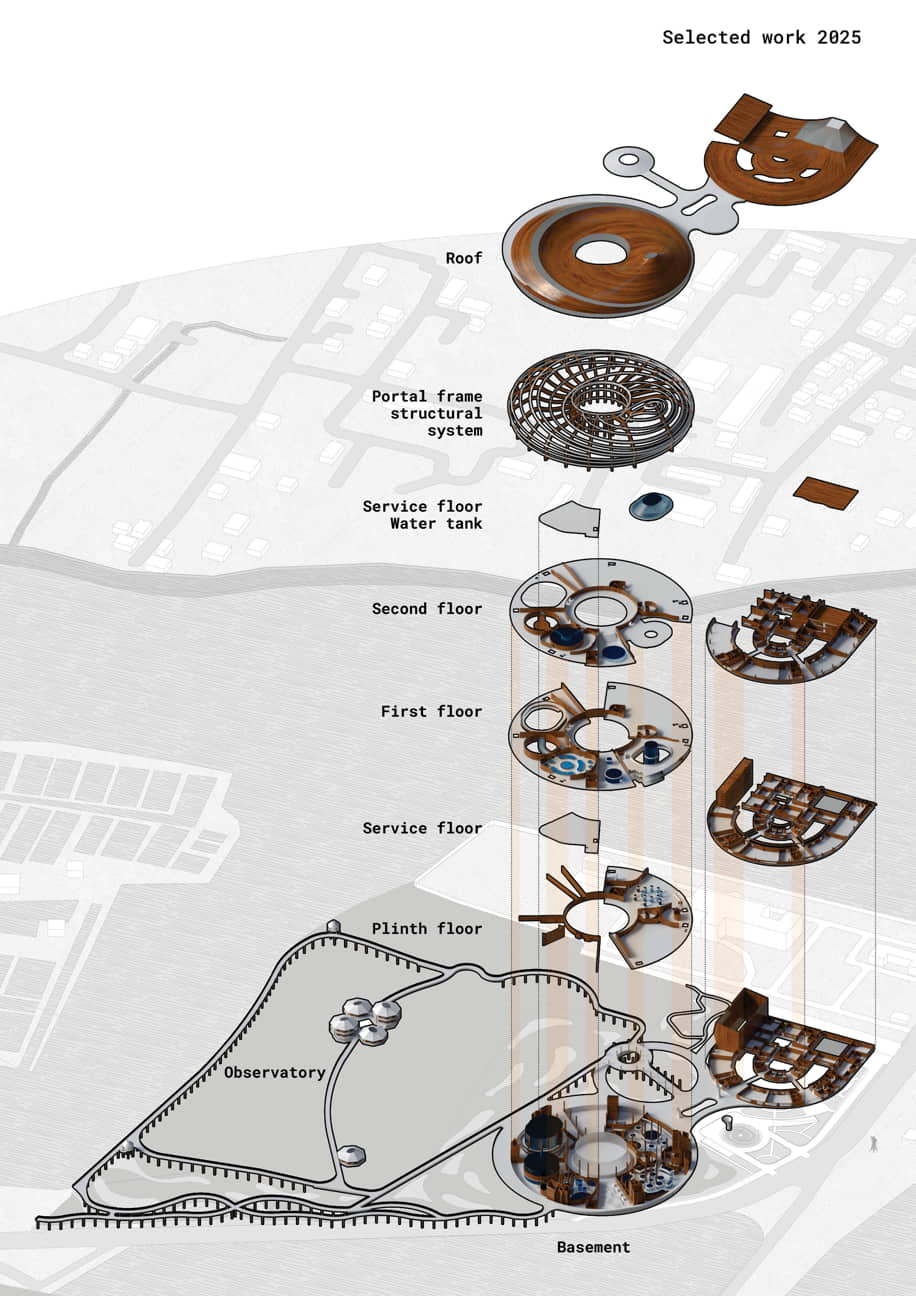 Selected work 2025
Roof
Portal frame
structural
system
Service floor
Water tank
Second floor
First floor
Service floor
Plinth floor
Observatory
Basement